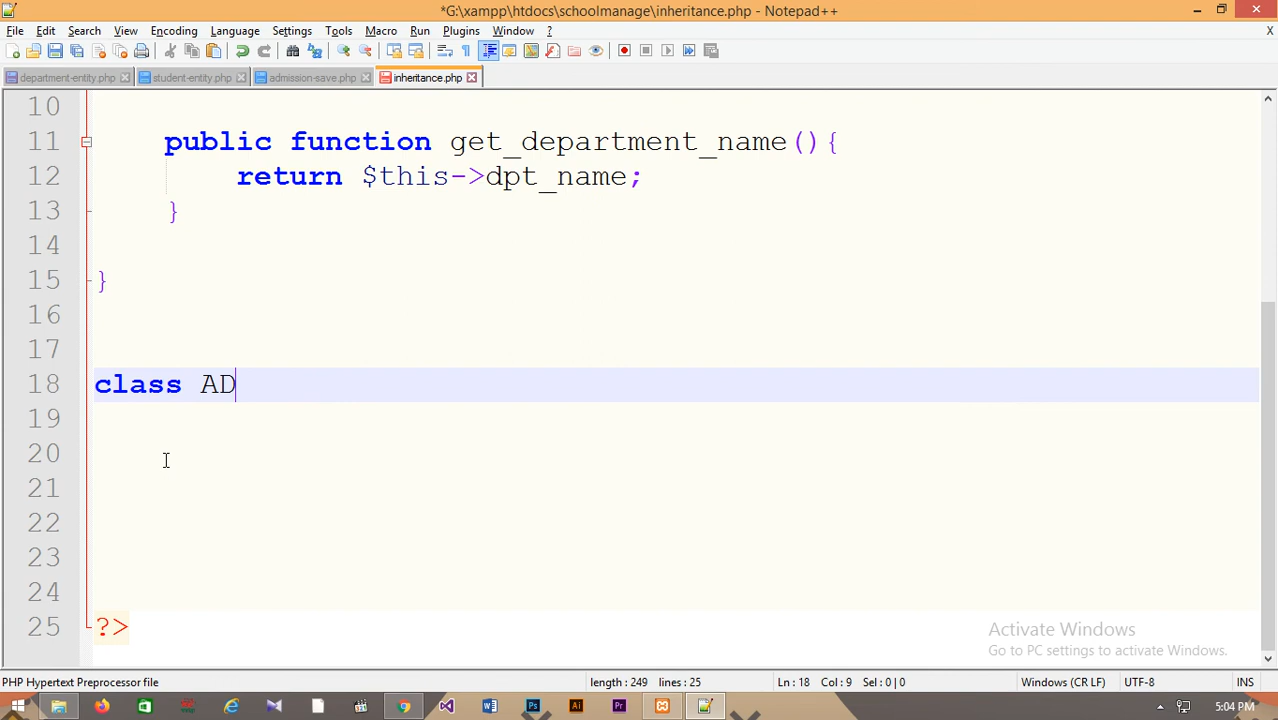 *G:\xampp\htdocs\schoolmanage\inheritance.php - Notepad++
File Edit Search View Encoding Language Settings Tools Macro Run Plugins Window ? X
department-entity.php student-entity.php admission-save.php inheritance.php
10
11 public function get_department_name(){
12 return $this->dpt_name;
13 }
14
15 }
16
17
18 class AD
19
20
21
22
23
24
25 ?>
Activate Windows
Go to PC settings to activate Windows.
PHP Hypertext Preprocessor file length : 249 lines : 25 Ln : 18 Col : 9 Sel : 0 | 0 Windows (CR LF) UTF-8 INS
5:04 PM